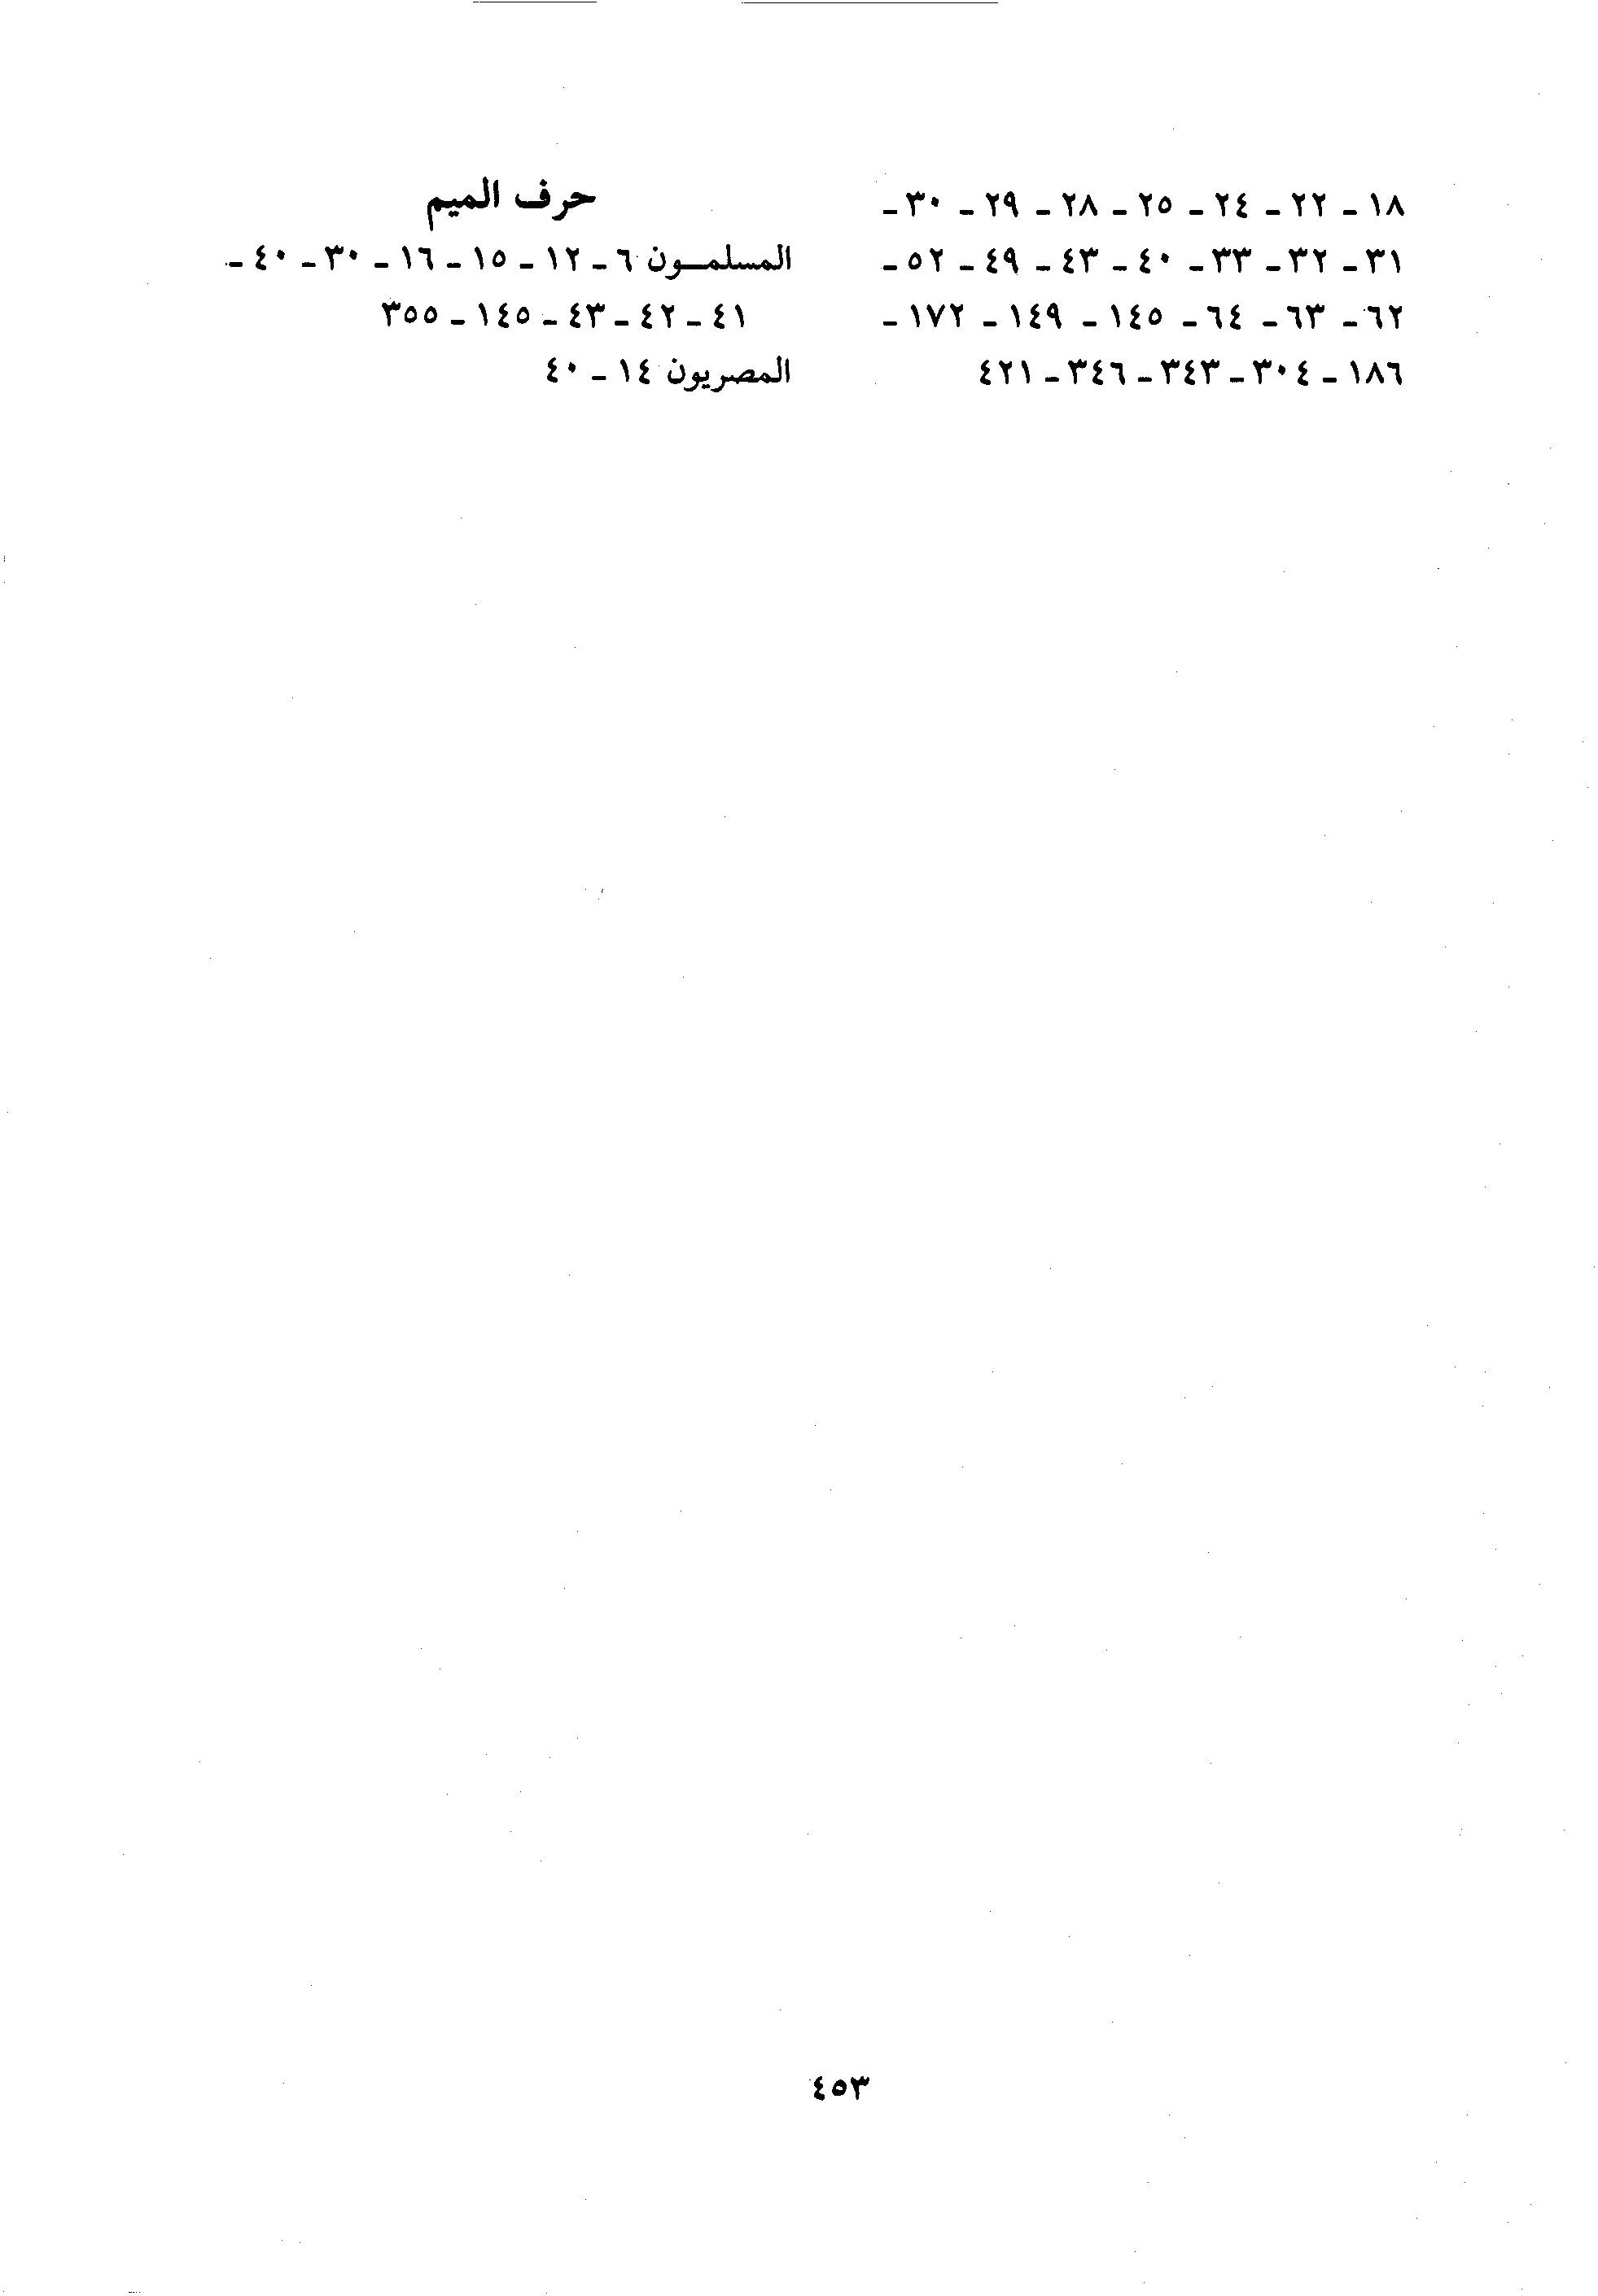 ١٨ ـ ٢٢ ـ ٢٤ ـ ٢٥ ـ ٢٨ ـ ٢٩ ـ ٣٠ ـ
٣١ ـ ٣٢ ـ ٣٣ ـ ٤٠ ـ ٤٣ ـ ٤٩ ـ ٥٢ ـ
٦٢ ـ ٦٣ ـ ٦٤ ـ ١٤٥ ـ ١٤٩ ـ ١٧٢ ـ
١٨٦ ـ ٣٠٤ ـ ٣٤٣ ـ ٣٤٦ ـ ٤٢١
حرف الميم
المسلمـون ٦ ـ ١٢ ـ ١٥ ـ ١٦ ـ ٣٠ ـ ٤٠ ـ
٤١ ـ ٤٢ ـ ٤٣ ـ ١٤٥ ـ ٣٥٥
المصريون ١٤ ـ ٤٠
٤٥٣